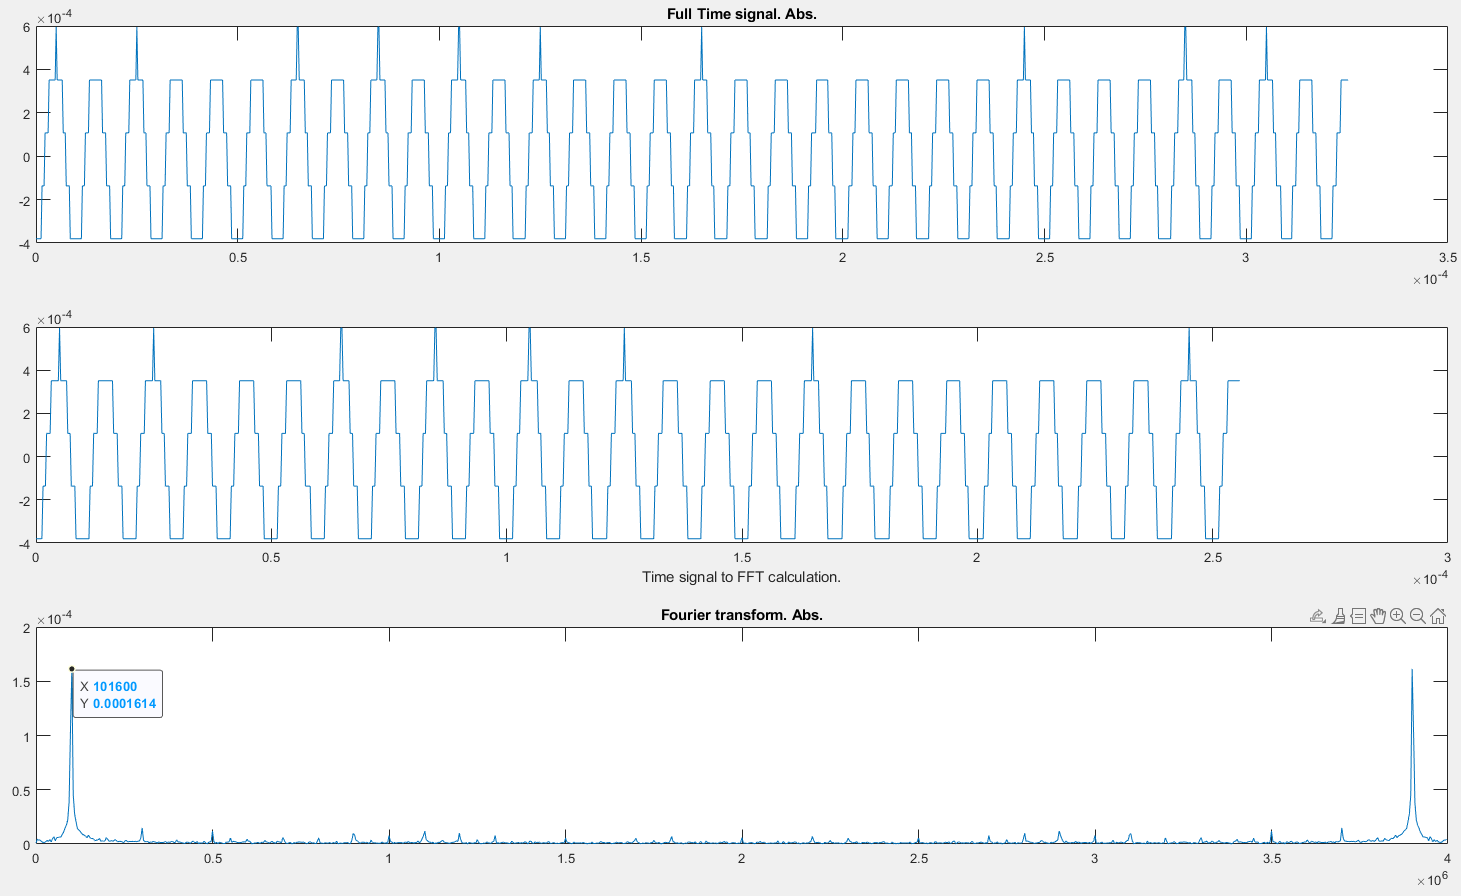 ×10^-4
Full Time signal. Abs.
6
4
2
0
-2
-4
0 0.5 1 1.5 2 2.5 3 3.5
×10^-4
×10^-4
6
4
2
0
-2
-4
0 0.5 1 1.5 2 2.5 3
Time signal to FFT calculation.
×10^-4
×10^-4
Fourier transform. Abs.
2
1.5
1
0.5
0
X 101600
Y 0.0001614
0 0.5 1 1.5 2 2.5 3 3.5 4
×10^6